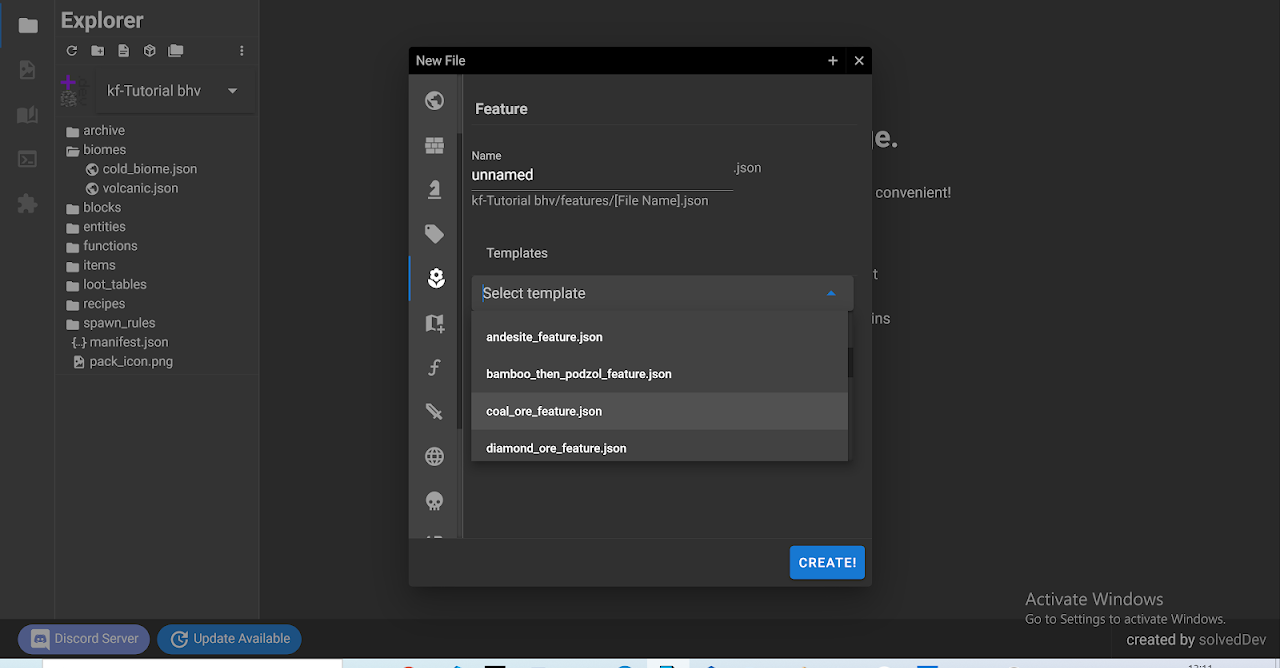 Explorer
kf-Tutorial bhv
archive
biomes
cold_biome.json
volcanic.json
blocks
entities
functions
items
loot_tables
recipes
spawn_rules
{..} manifest.json
pack_icon.png
New File
Feature
Name
unnamed
.json
kf-Tutorial bhv/features/[File Name].json
Templates
Select template
andesite_feature.json
bamboo_then_podzol_feature.json
coal_ore_feature.json
diamond_ore_feature.json
CREATE!
convenient!
Activate Windows
Go to Settings to activate Windows.
Discord Server
Update Available
created by solvedDev